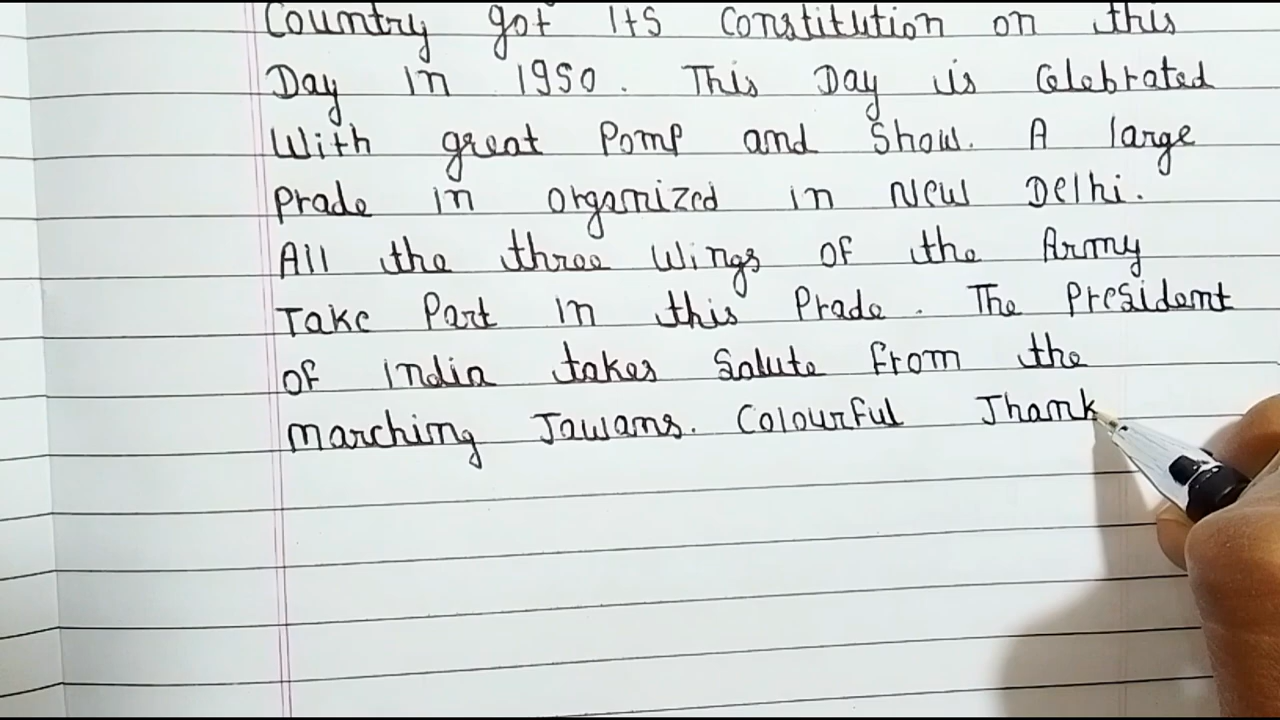 Country got Its Constitution on this
Day in 1950. This Day is Celebrated
With great Pomp and Show. A large
Prade in organized in New Delhi.
All the three Wings of the Army
Take Part in this Prade. The President
of India takes Salute from the
marching Jawans. Colourful Jhank